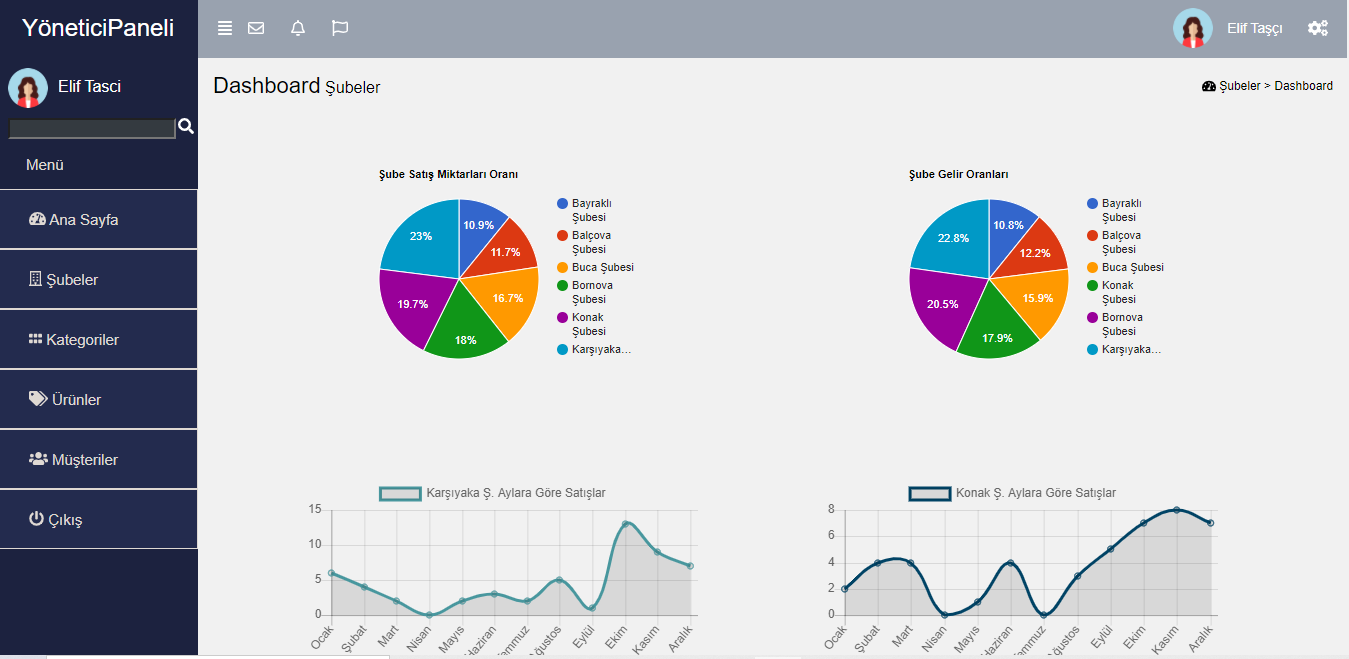 YöneticiPaneli
Elif Taşçı
Elif Tasci
Dashboard Şubeler
Şubeler > Dashboard
Menü
Ana Sayfa
Şubeler
Kategoriler
Ürünler
Müşteriler
Çıkış
Şube Satış Miktarları Oranı
10.9%
11.7%
16.7%
18%
19.7%
23%
Bayraklı
Şubesi
Balçova
Şubesi
Buca Şubesi
Bornova
Şubesi
Konak
Şubesi
Karşıyaka...
Şube Gelir Oranları
10.8%
12.2%
15.9%
17.9%
20.5%
22.8%
Bayraklı
Şubesi
Balçova
Şubesi
Buca Şubesi
Konak
Şubesi
Bornova
Şubesi
Karşıyaka...
Karşıyaka Ş. Aylara Göre Satışlar
15
10
5
0
Ocak
Şubat
Mart
Nisan
Mayıs
Haziran
Eylül
Ekim
Kasım
Aralık
Konak Ş. Aylara Göre Satışlar
8
6
4
2
0
Ocak
Şubat
Mart
Nisan
Mayıs
Haziran
Eylül
Ekim
Kasım
Aralık